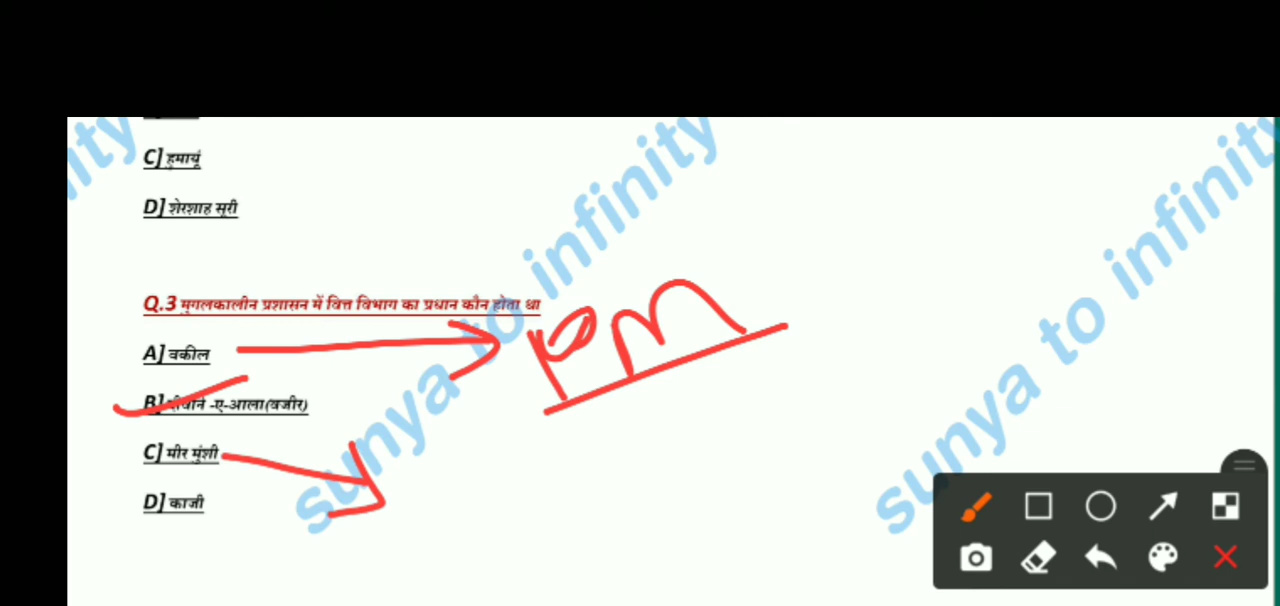 C] हुमायूं
D] शेरशाह सूरी
Q.3 मुगलकालीन प्रशासन में वित्त विभाग का प्रधान कौन होता था
A] वकील
PM
B] दीवाने -ए-आला(वजीर)
C] मीर मुंशी
D] काजी
sunya to infinity
sunya to infinity